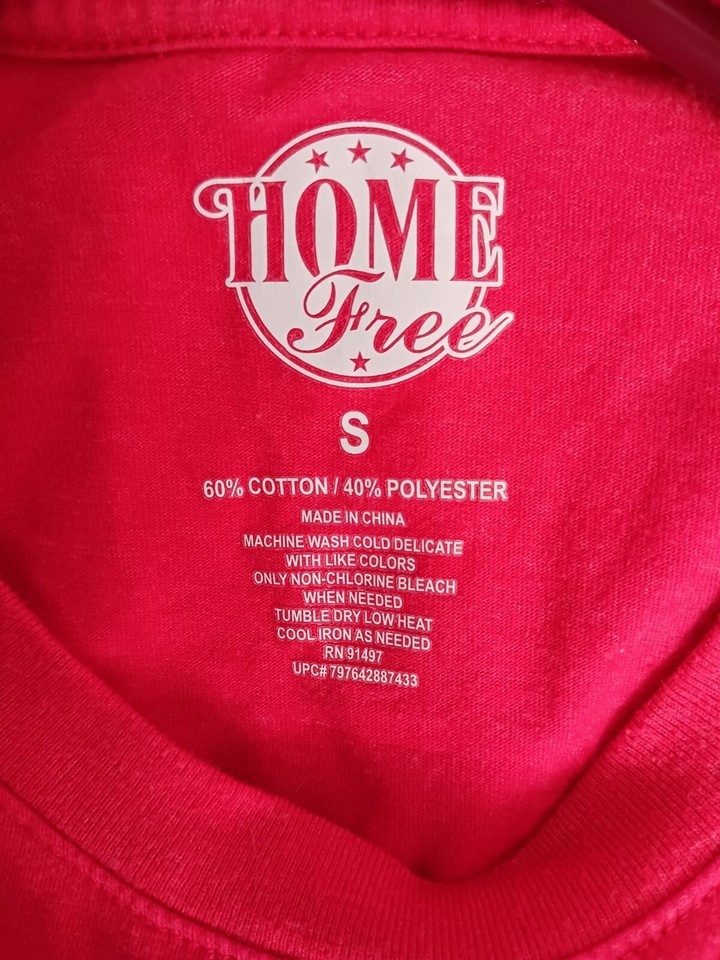 HOME
Free
S
60% COTTON / 40% POLYESTER
MADE IN CHINA
MACHINE WASH COLD DELICATE
WITH LIKE COLORS
ONLY NON-CHLORINE BLEACH
WHEN NEEDED
TUMBLE DRY LOW HEAT
COOL IRON AS NEEDED
RN 91497
UPC# 797642887433